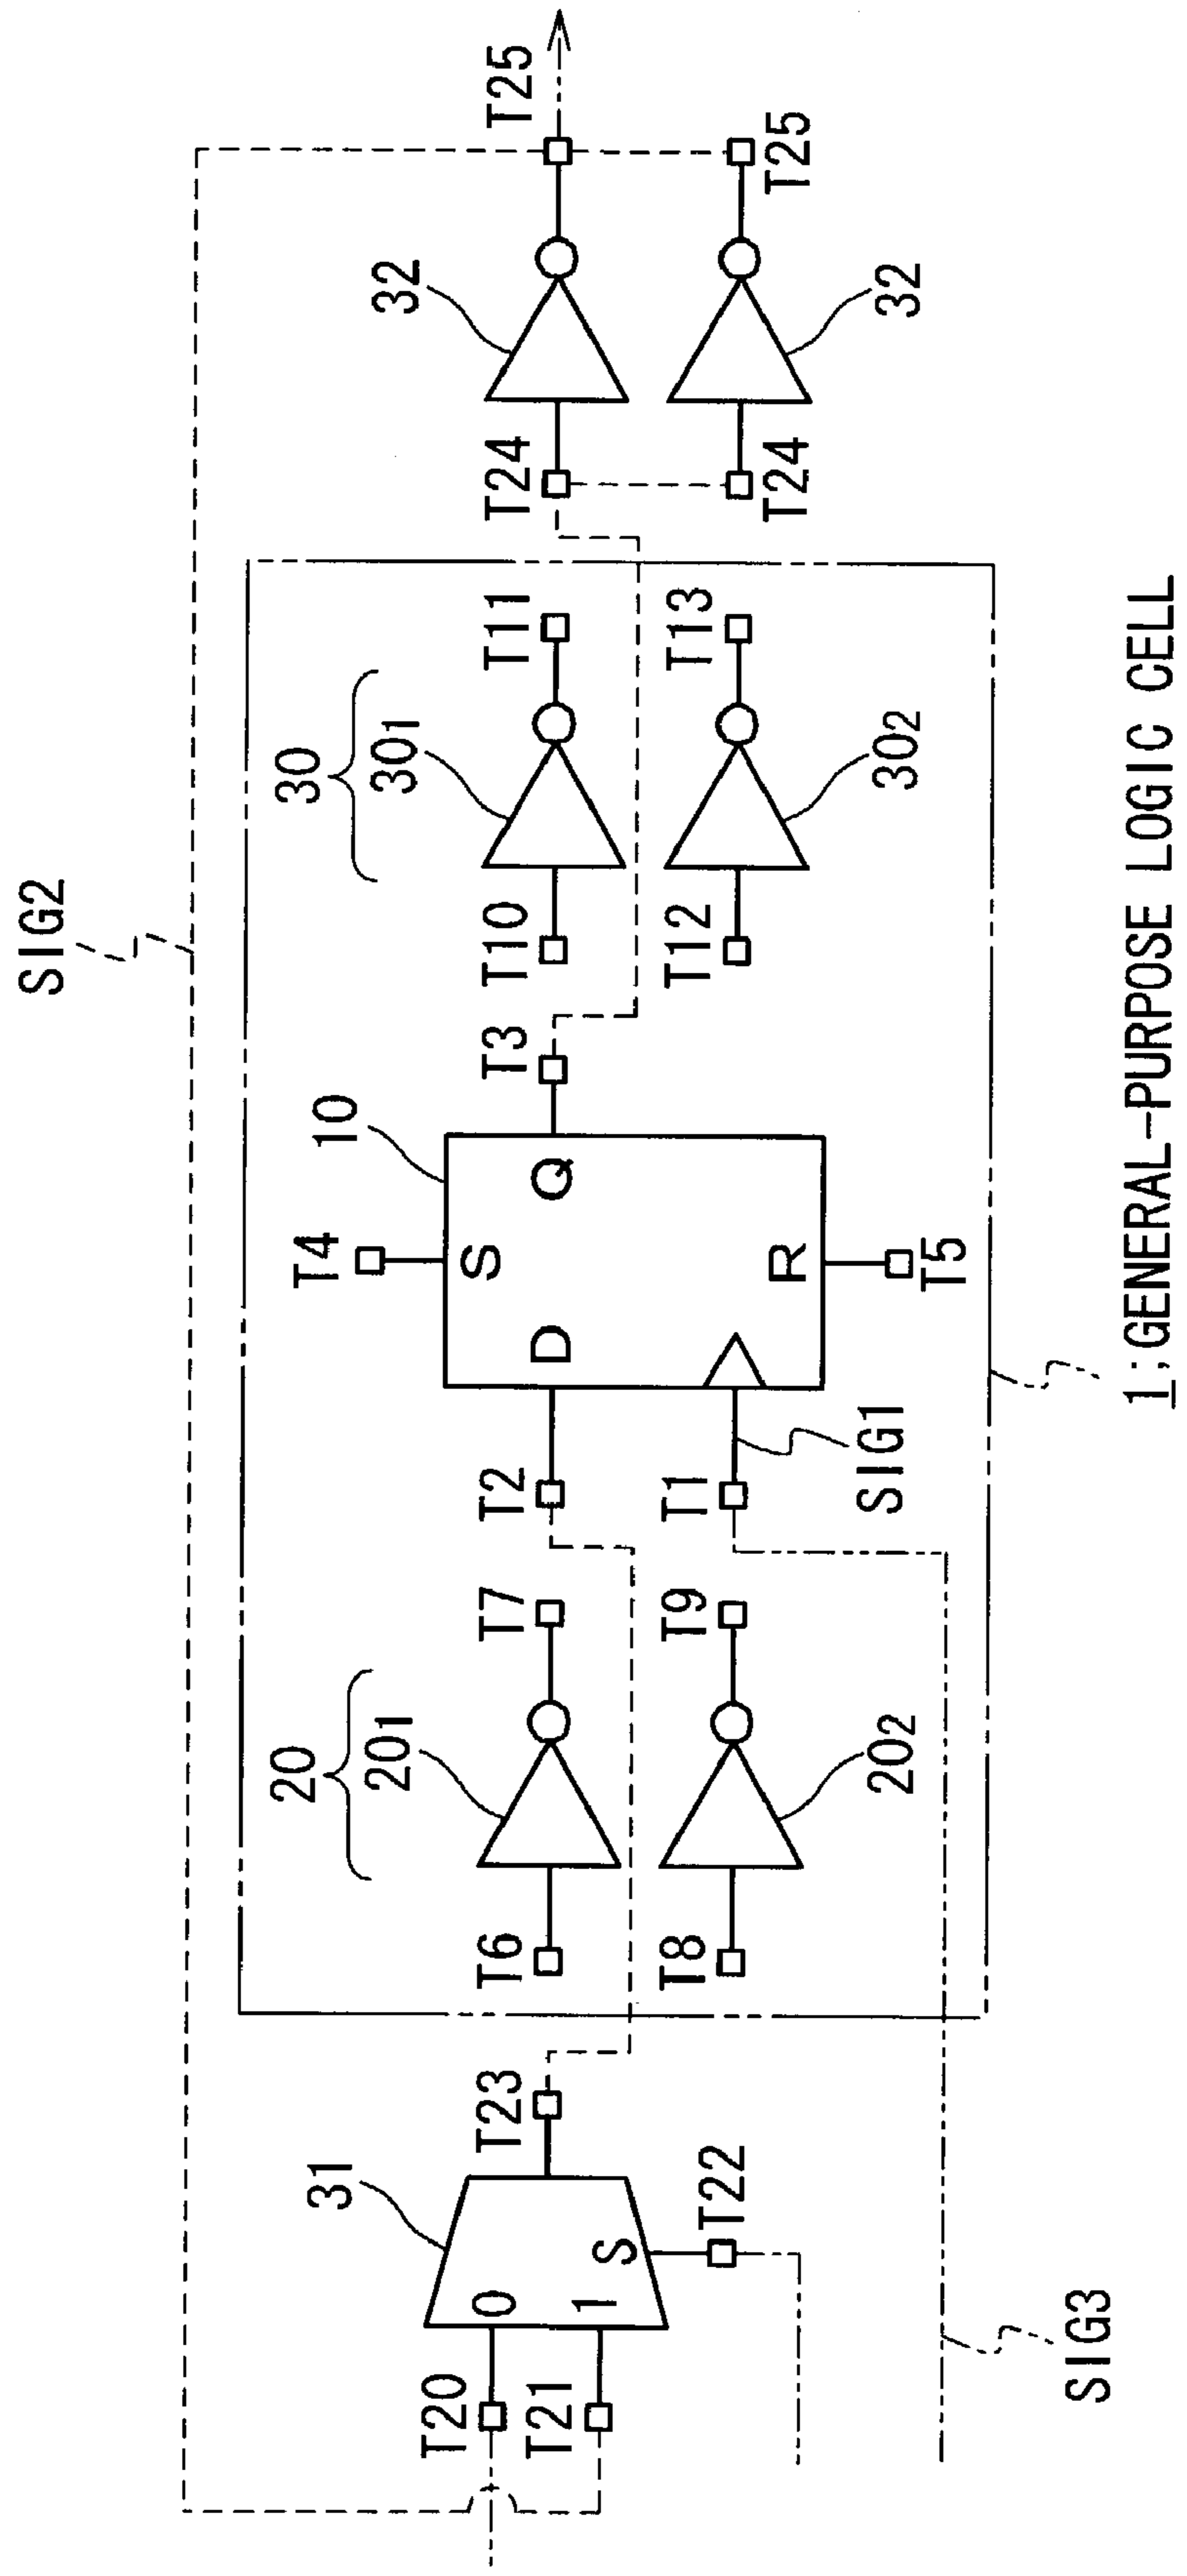 SIG2
T20
T21
0
1
S
31
T22
T23
20
20₁
20₂
T6
T7
T8
T9
T2
T1
SIG1
10
D
Q
S
R
T4
T5
T3
30
30₁
30₂
T10
T11
T12
T13
T24
T24
32
32
T25
T25
SIG3
1;GENERAL-PURPOSE LOGIC CELL